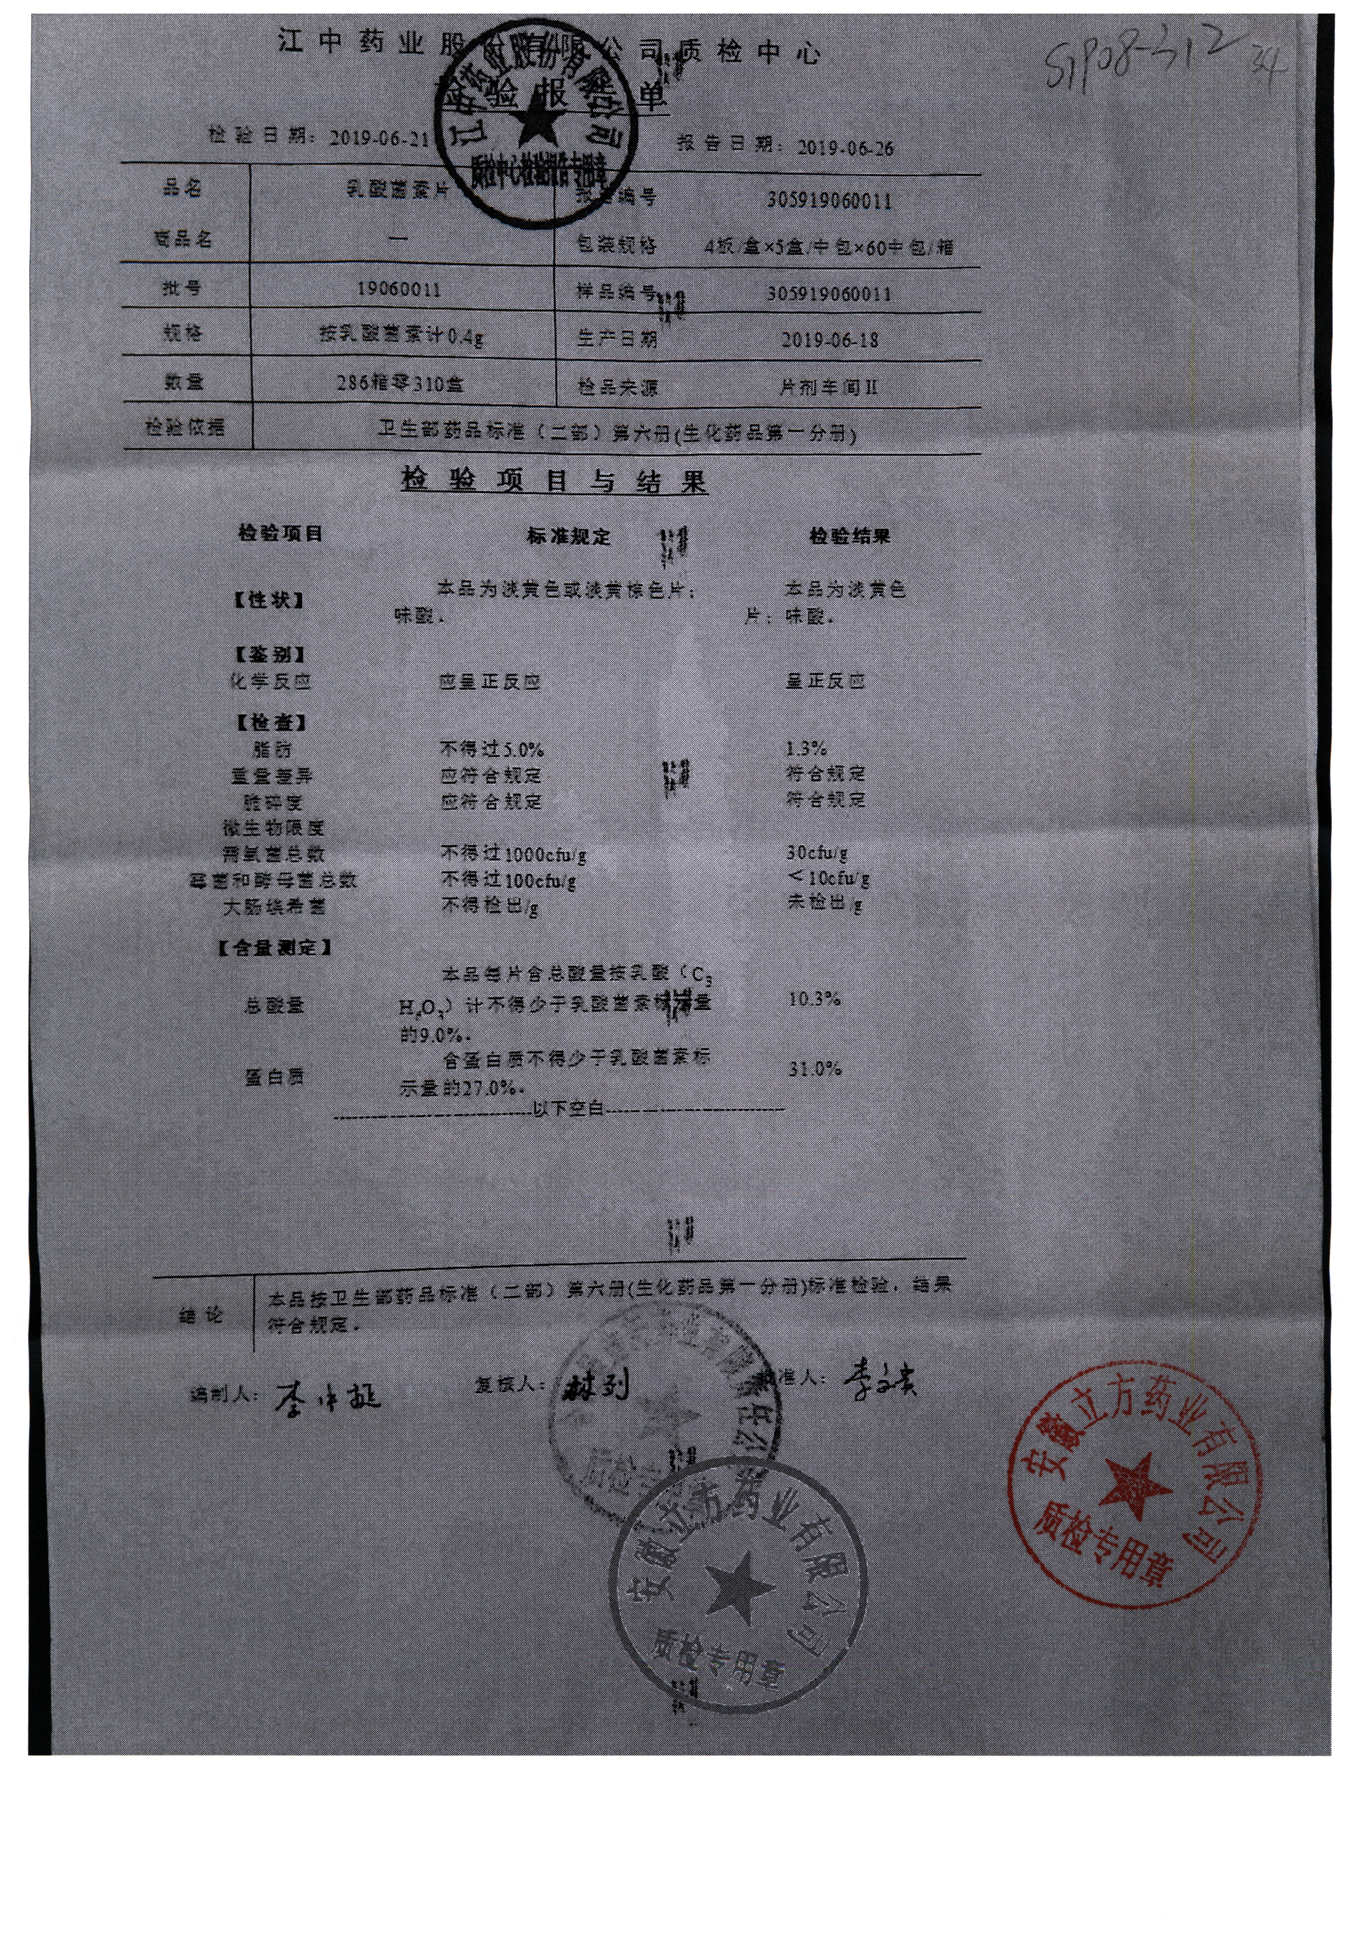 江中药业股份有限公司质检中心
检验报告单
检验日期：2019-06-21 报告日期：2019-06-26
品名 乳酸菌素片 报告编号 305919060011
商品名 — 包装规格 4板/盒×5盒/中包×60中包/箱
批号 19060011 样品编号 305919060011
规格 按乳酸菌素计0.4g 生产日期 2019-06-18
数量 286箱零310盒 检品来源 片剂车间II
检验依据 卫生部药品标准（二部）第六册(生化药品第一分册)
检验项目与结果
检验项目 标准规定 检验结果
【性状】 本品为淡黄色或淡黄棕色片； 本品为淡黄色
味酸。 片；味酸。
【鉴别】
化学反应 应呈正反应 呈正反应
【检查】
脂肪 不得过5.0% 1.3%
重量差异 应符合规定 符合规定
脆碎度 应符合规定 符合规定
微生物限度
需氧菌总数 不得过1000cfu/g 30cfu/g
霉菌和酵母菌总数 不得过100cfu/g ＜10cfu/g
大肠埃希菌 不得检出/g 未检出/g
【含量测定】
本品每片含总酸量按乳酸（C3
总酸量 H6O3）计不得少于乳酸菌素标示量 10.3%
的9.0%。
含蛋白质不得少于乳酸菌素标
蛋白质 示量的27.0%。 31.0%
以下空白
结论 本品按卫生部药品标准（二部）第六册(生化药品第一分册)标准检验，结果
符合规定。
编制人： 复核人： 批准人：
江中药业股份有限公司
质检中心检验报告专用章
安徽立方药业有限公司
质检专用章
安徽立方药业有限公司
质检专用章